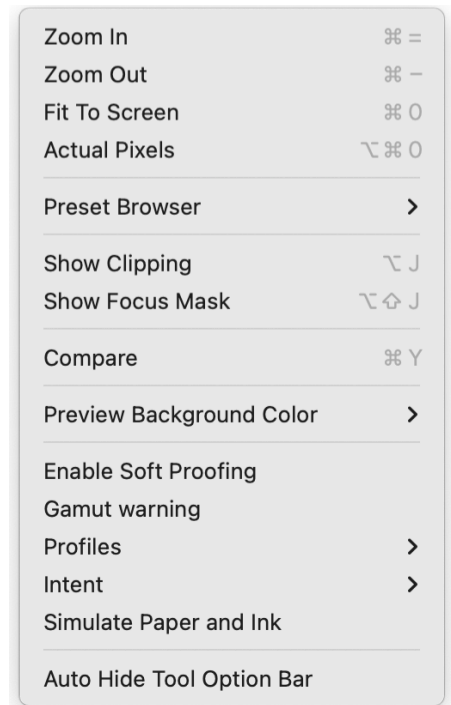 Zoom In ⌘ =
Zoom Out ⌘ −
Fit To Screen ⌘ 0
Actual Pixels ⌥ ⌘ 0
Preset Browser >
Show Clipping ⌥ J
Show Focus Mask ⌥ ⇧ J
Compare ⌘ Y
Preview Background Color >
Enable Soft Proofing
Gamut warning
Profiles >
Intent >
Simulate Paper and Ink
Auto Hide Tool Option Bar